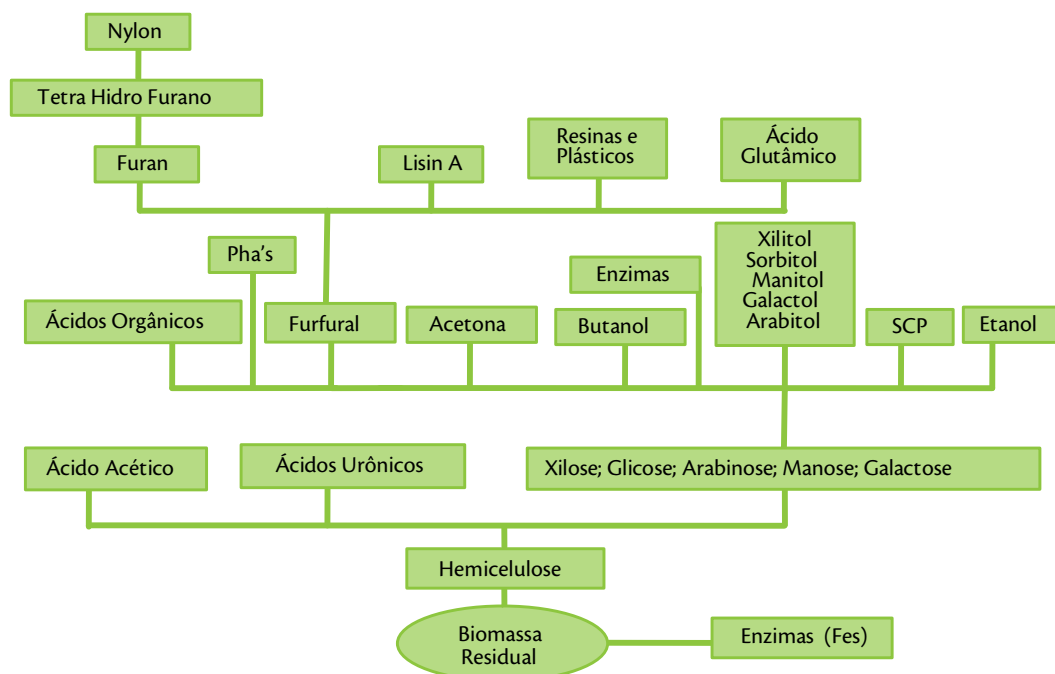 Nylon
Tetra Hidro Furano
Furan
Lisin A
Resinas e
Plásticos
Ácido
Glutâmico
Pha's
Enzimas
Xilitol
Sorbitol
Manitol
Galactol
Arabitol
Ácidos Orgânicos
Furfural
Acetona
Butanol
SCP
Etanol
Ácido Acético
Ácidos Urônicos
Xilose; Glicose; Arabinose; Manose; Galactose
Hemicelulose
Biomassa
Residual
Enzimas (Fes)